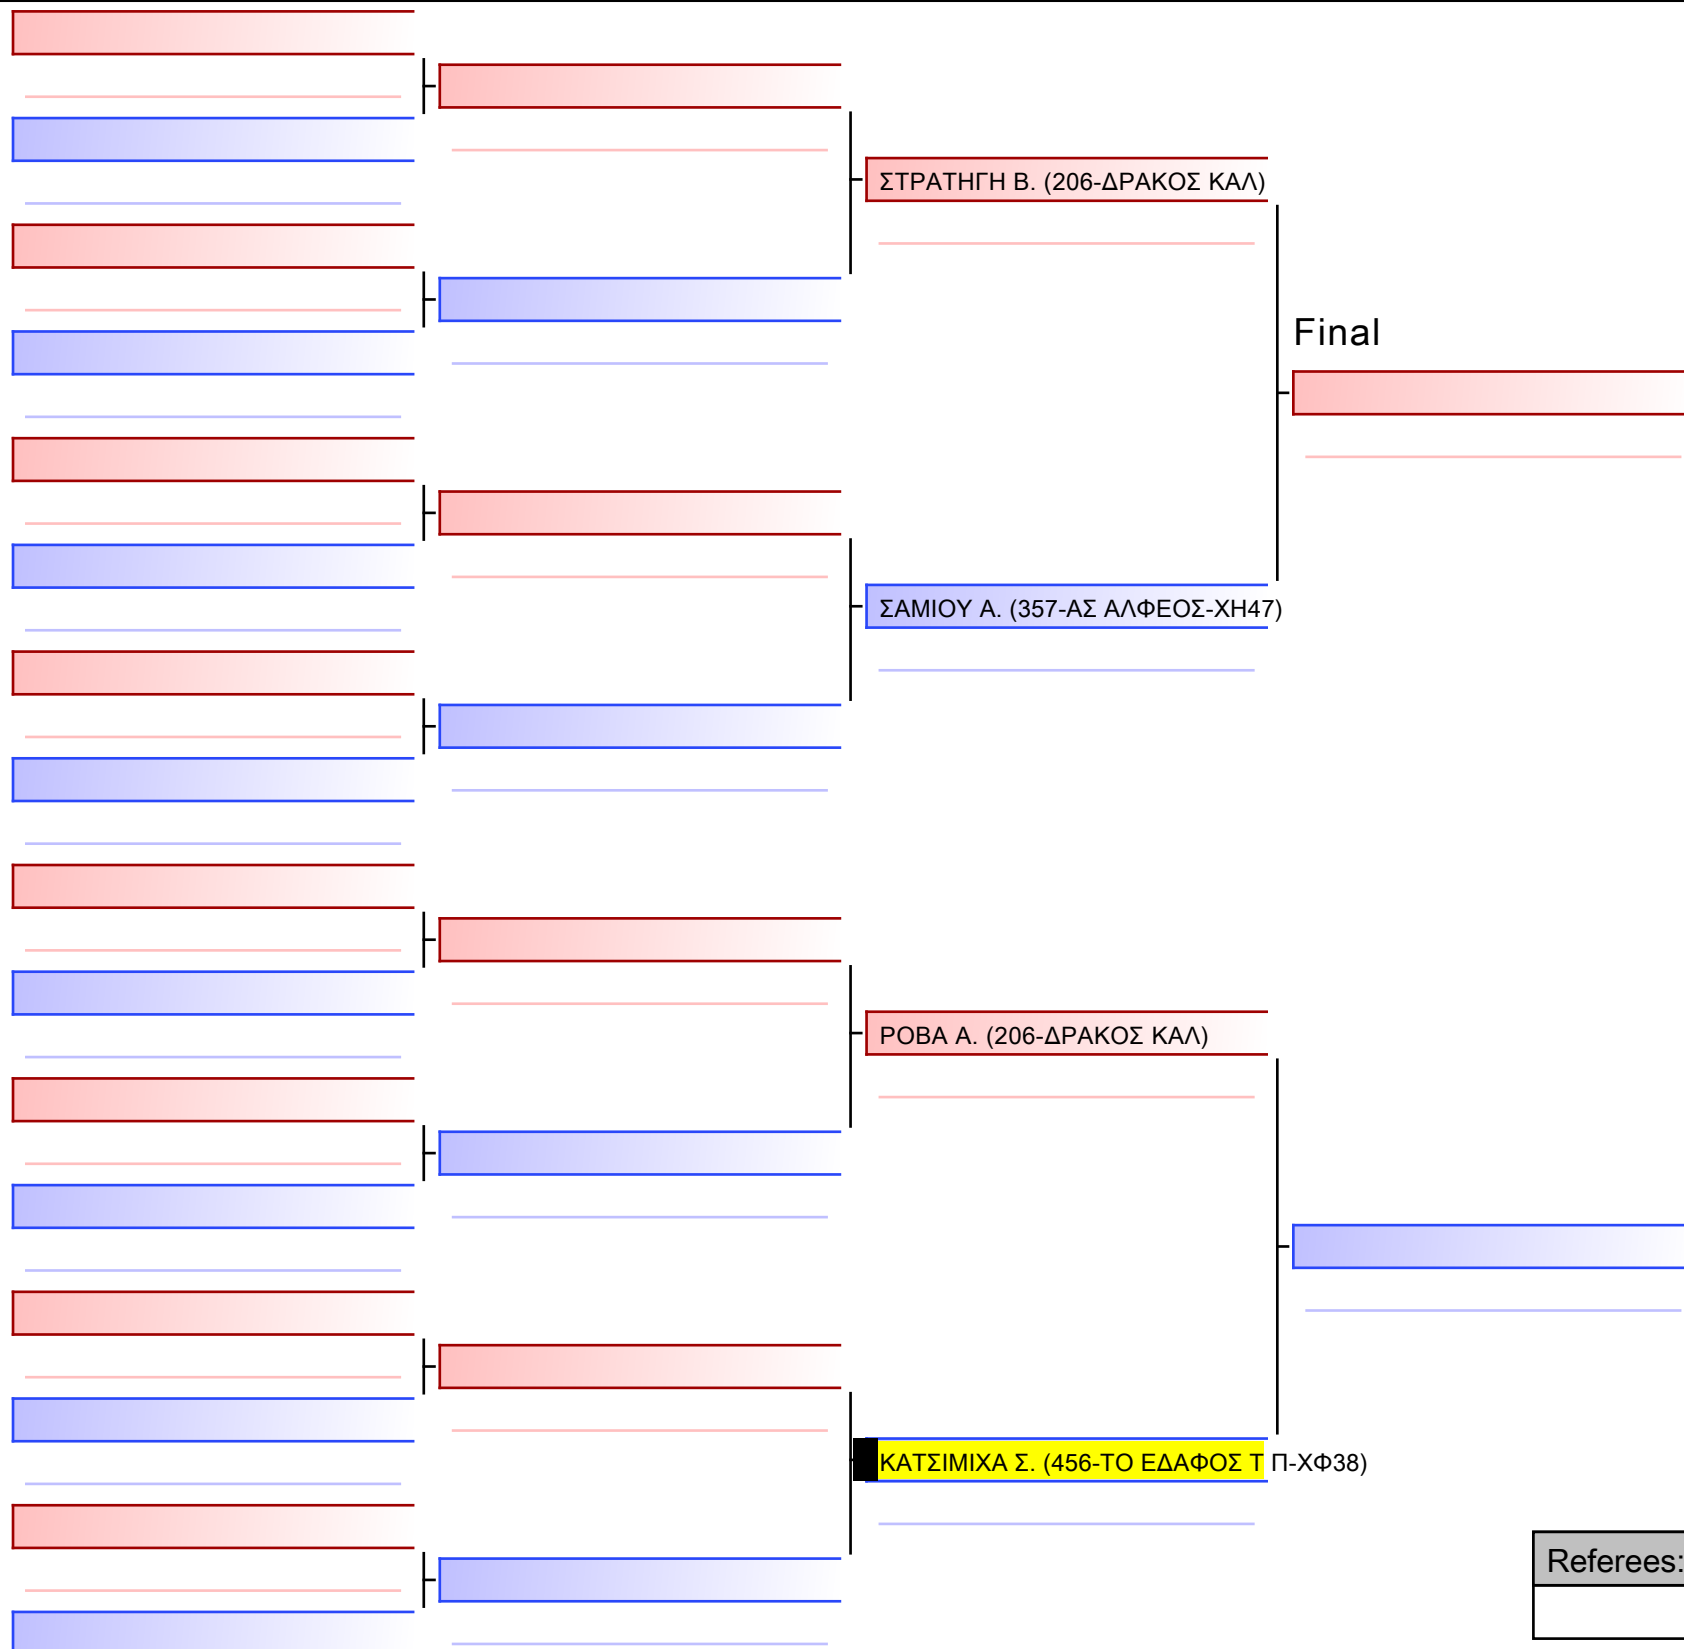 ΣΤΡΑΤΗΓΗ Β. (206-ΔΡΑΚΟΣ ΚΑΛ)
Final
ΣΑΜΙΟΥ Α. (357-ΑΣ ΑΛΦΕΟΣ-ΧΗ47)
ΡΟΒΑ Α. (206-ΔΡΑΚΟΣ ΚΑΛ)
ΚΑΤΣΙΜΙΧΑ Σ. (456-ΤΟ ΕΔΑΦΟΣ Τ Π-ΧΦ38)
Referees: